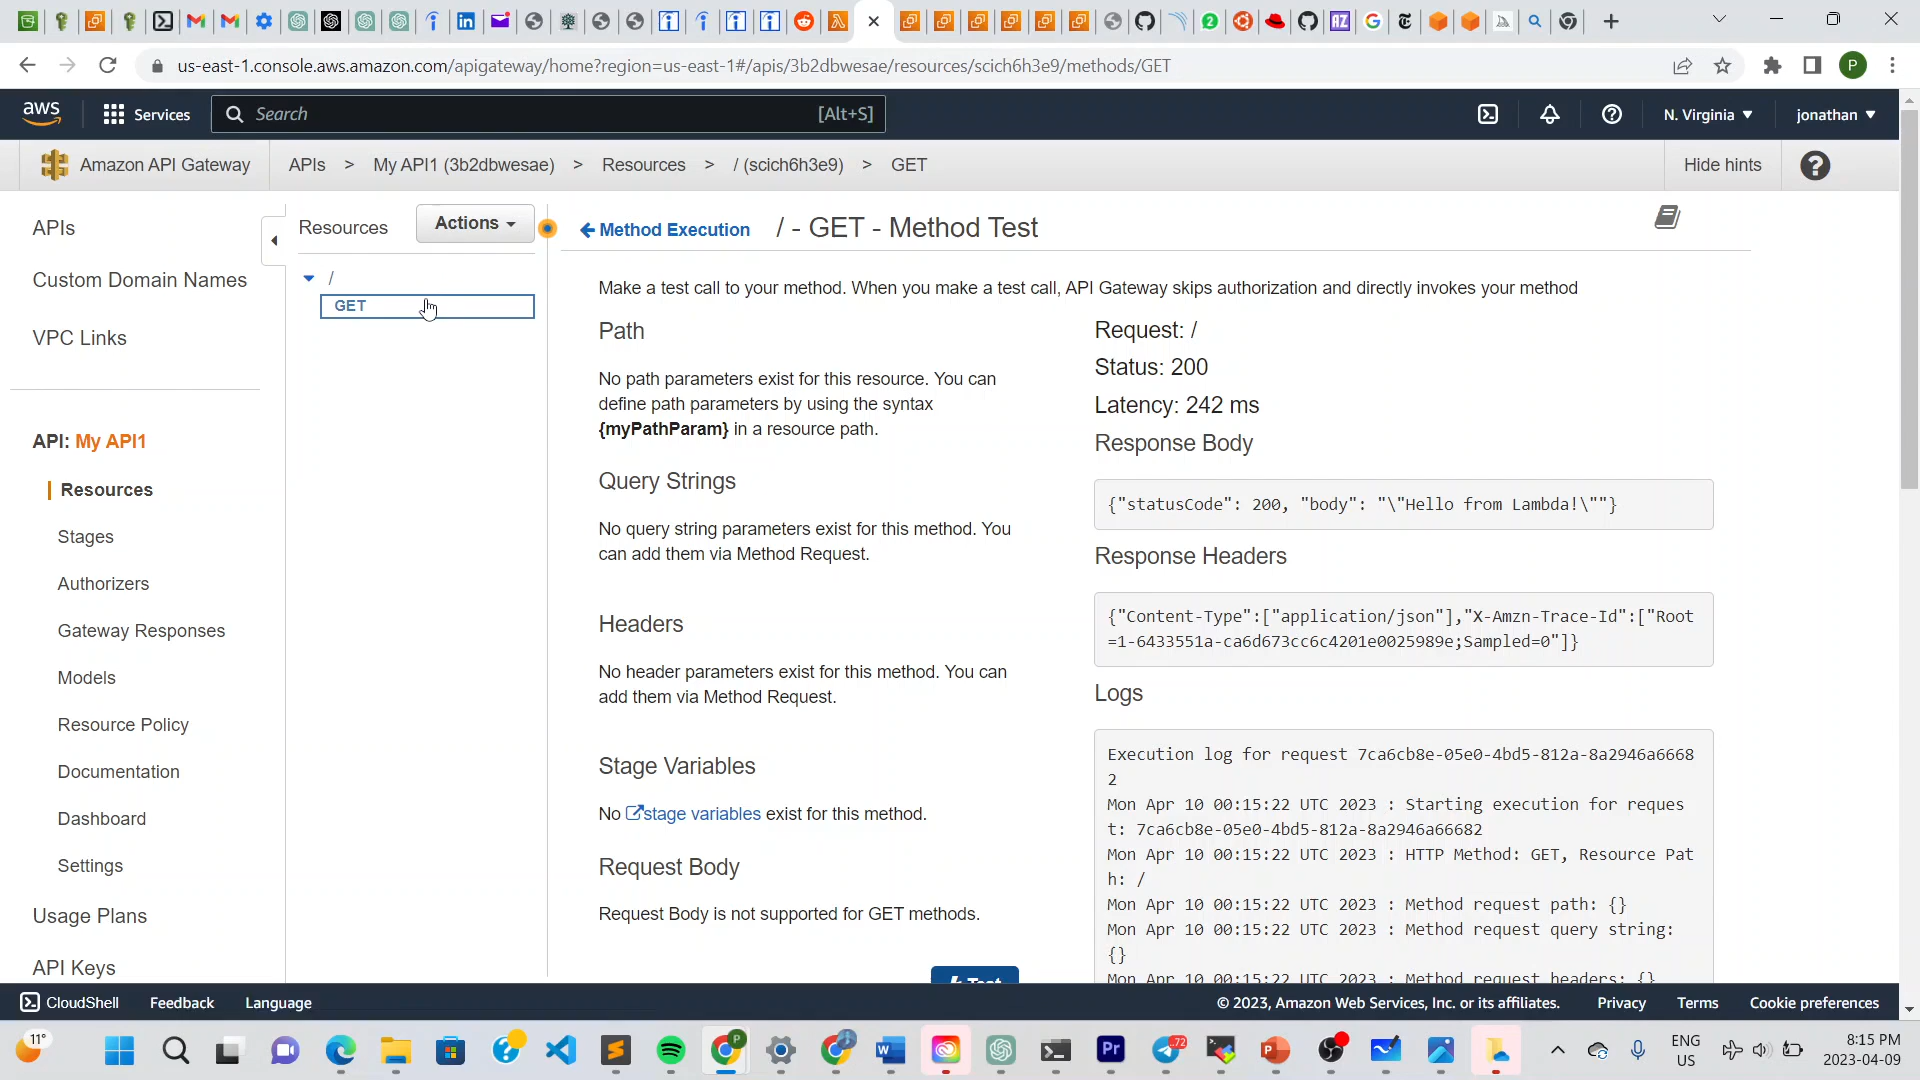 us-east-1.console.aws.amazon.com/apigateway/home?region=us-east-1#/apis/3b2dbwesae/resources/scich6h3e9/methods/GET
P
aws
Services
Search
[Alt+S]
N. Virginia
jonathan
Amazon API Gateway
APIs > My API1 (3b2dbwesae) > Resources > / (scich6h3e9) > GET
Hide hints
APIs
Custom Domain Names
VPC Links
API: My API1
Resources
Stages
Authorizers
Gateway Responses
Models
Resource Policy
Documentation
Dashboard
Settings
Usage Plans
API Keys
Resources
Actions
/
GET
Method Execution
/ - GET - Method Test
Make a test call to your method. When you make a test call, API Gateway skips authorization and directly invokes your method
Path
No path parameters exist for this resource. You can
define path parameters by using the syntax
{myPathParam} in a resource path.
Query Strings
No query string parameters exist for this method. You
can add them via Method Request.
Headers
No header parameters exist for this method. You can
add them via Method Request.
Stage Variables
No stage variables exist for this method.
Request Body
Request Body is not supported for GET methods.
Test
Request: /
Status: 200
Latency: 242 ms
Response Body
{"statusCode": 200, "body": "\"Hello from Lambda!\""}
Response Headers
{"Content-Type":["application/json"],"X-Amzn-Trace-Id":["Root
=1-6433551a-ca6d673cc6c4201e0025989e;Sampled=0"]}
Logs
Execution log for request 7ca6cb8e-05e0-4bd5-812a-8a2946a6668
2
Mon Apr 10 00:15:22 UTC 2023 : Starting execution for reques
t: 7ca6cb8e-05e0-4bd5-812a-8a2946a66682
Mon Apr 10 00:15:22 UTC 2023 : HTTP Method: GET, Resource Pat
h: /
Mon Apr 10 00:15:22 UTC 2023 : Method request path: {}
Mon Apr 10 00:15:22 UTC 2023 : Method request query string:
{}
Mon Apr 10 00:15:22 UTC 2023 : Method request headers: {}
CloudShell
Feedback
Language
© 2023, Amazon Web Services, Inc. or its affiliates.
Privacy
Terms
Cookie preferences
11°
ENG
US
8:15 PM
2023-04-09